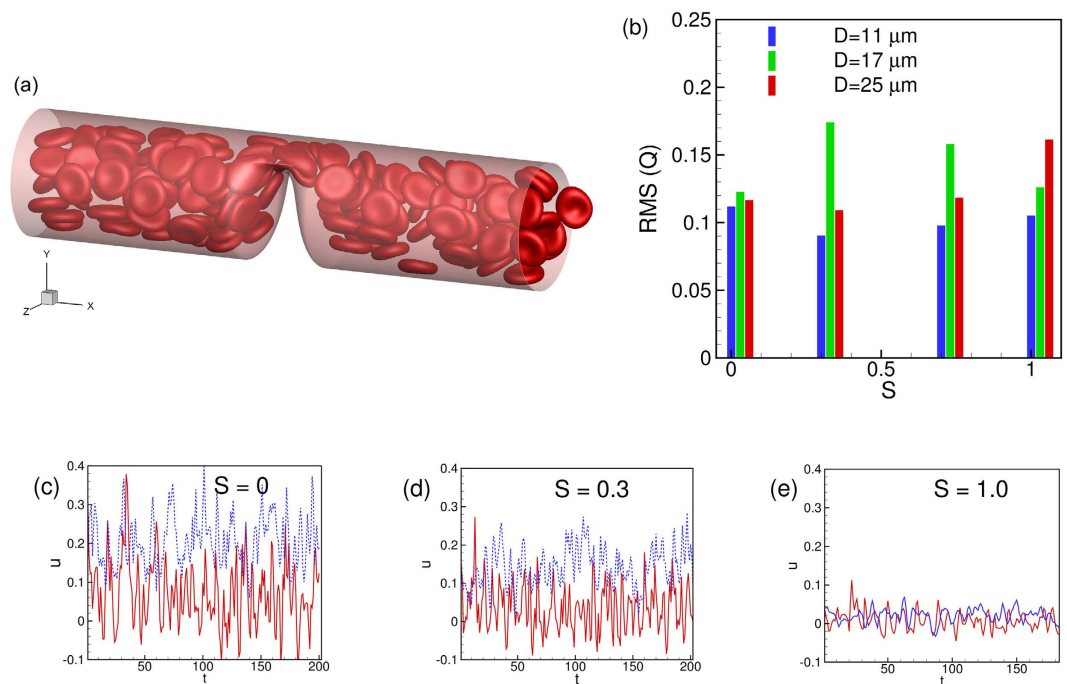 (a)
Y
Z
X
(b)
D=11 μm
D=17 μm
D=25 μm
0.25
0.2
0.15
0.1
0.05
0
RMS (Q)
0
0.5
1
S
(c)
S = 0
0.4
0.3
0.2
0.1
0
-0.1
u
50
100
150
200
t
(d)
S = 0.3
0.4
0.3
0.2
0.1
0
-0.1
u
50
100
150
200
t
(e)
S = 1.0
0.4
0.3
0.2
0.1
0
-0.1
u
50
100
150
t